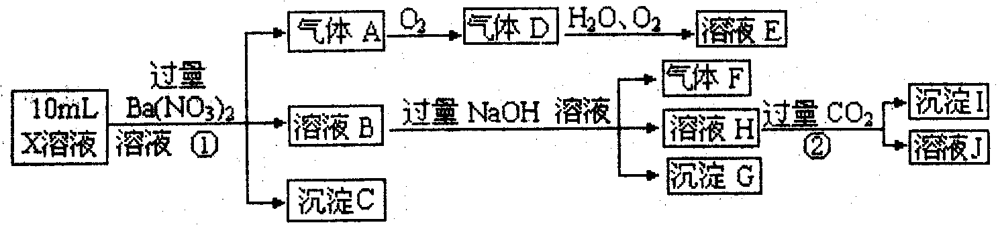 10mL
X溶液
过量
Ba(NO₃)₂
溶液 ①
气体 A
O₂
气体 D
H₂O、O₂
溶液 E
溶液 B
过量 NaOH 溶液
气体 F
溶液 H
过量 CO₂
②
沉淀 I
溶液 J
沉淀 G
沉淀 C